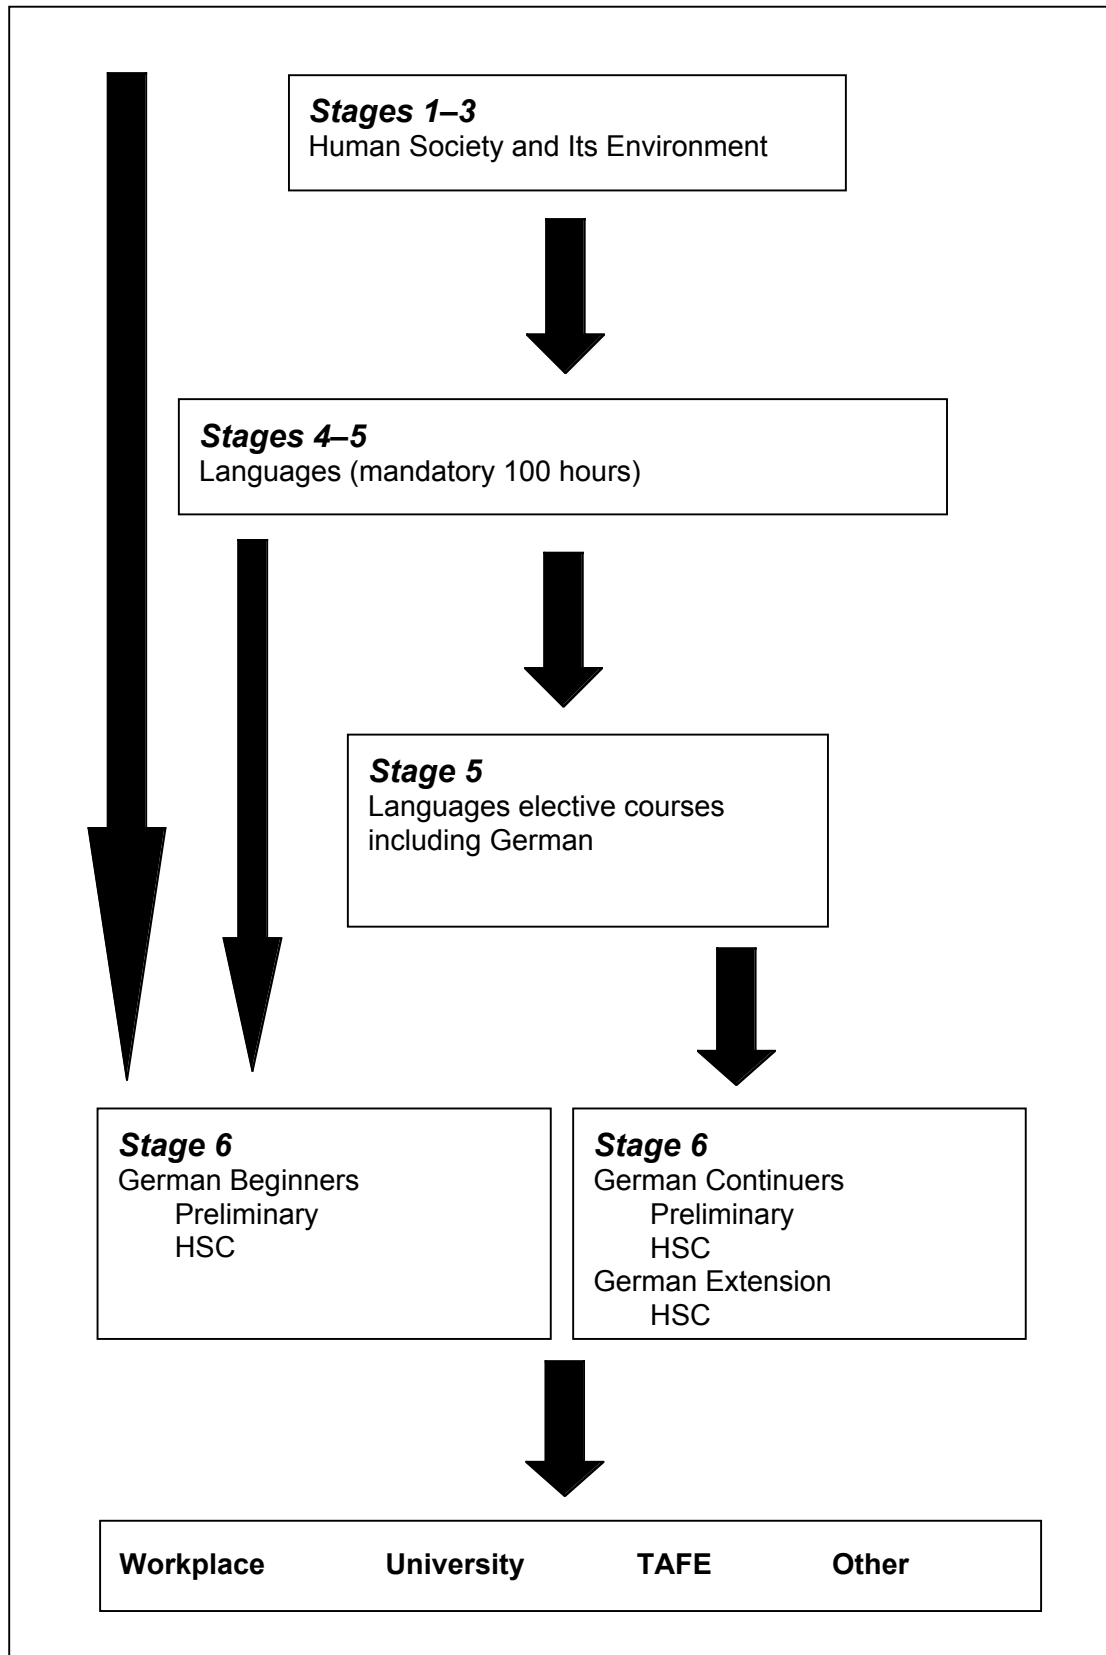 Stages 1–3
Human Society and Its Environment
Stages 4–5
Languages (mandatory 100 hours)
Stage 5
Languages elective courses
including German
Stage 6
German Beginners
Preliminary
HSC
Stage 6
German Continuers
Preliminary
HSC
German Extension
HSC
Workplace University TAFE Other